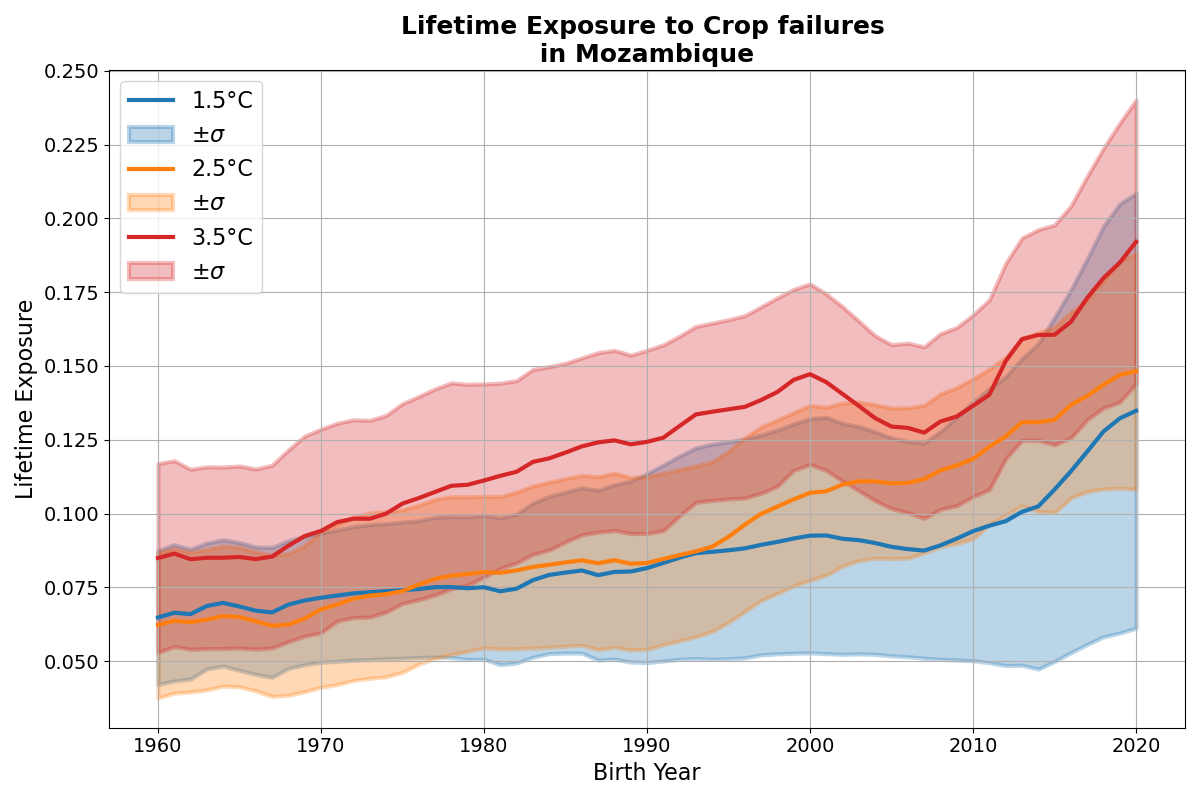 Lifetime Exposure to Crop failures
in Mozambique
0.250
0.225
0.200
0.175
0.150
0.125
0.100
0.075
0.050
Lifetime Exposure
1.5°C
±σ
2.5°C
±σ
3.5°C
±σ
1960
1970
1980
1990
2000
2010
2020
Birth Year